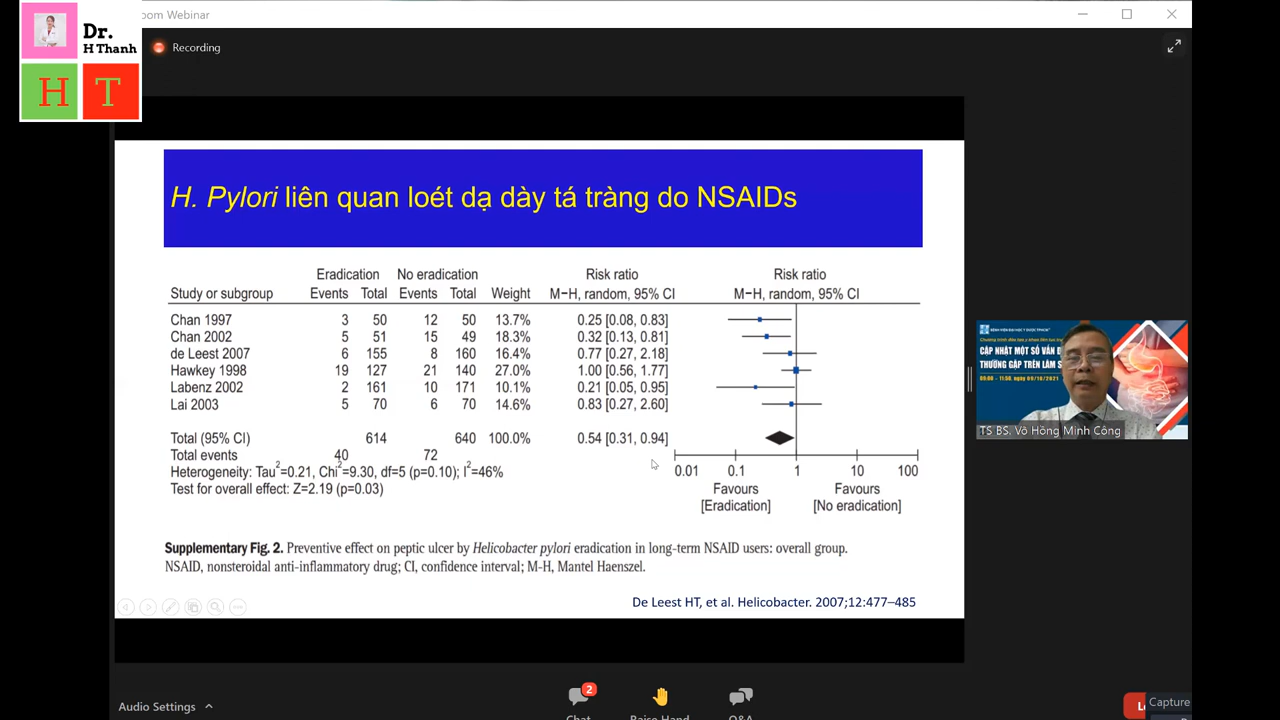 oom Webinar
Dr.
H Thanh
H T
Recording
H. Pylori liên quan loét dạ dày tá tràng do NSAIDs
Eradication No eradication Risk ratio Risk ratio
Study or subgroup Events Total Events Total Weight M-H, random, 95% CI M-H, random, 95% CI
Chan 1997 3 50 12 50 13.7% 0.25 [0.08, 0.83]
Chan 2002 5 51 15 49 18.3% 0.32 [0.13, 0.81]
de Leest 2007 6 155 8 160 16.4% 0.77 [0.27, 2.18]
Hawkey 1998 19 127 21 140 27.0% 1.00 [0.56, 1.77]
Labenz 2002 2 161 10 171 10.1% 0.21 [0.05, 0.95]
Lai 2003 5 70 6 70 14.6% 0.83 [0.27, 2.60]
Total (95% CI) 614 640 100.0% 0.54 [0.31, 0.94]
Total events 40 72
Heterogeneity: Tau²=0.21, Chi²=9.30, df=5 (p=0.10); I²=46%
Test for overall effect: Z=2.19 (p=0.03)
0.01 0.1 1 10 100
Favours Favours
[Eradication] [No eradication]
Supplementary Fig. 2. Preventive effect on peptic ulcer by Helicobacter pylori eradication in long-term NSAID users: overall group.
NSAID, nonsteroidal anti-inflammatory drug; CI, confidence interval; M-H, Mantel Haenszel.
De Leest HT, et al. Helicobacter. 2007;12:477–485
BỆNH VIỆN ĐẠI HỌC Y DƯỢC TPHCM
CẬP NHẬT MỘT SỐ VẤN Đ
THƯỜNG GẶP TRÊN LÂM S
TS BS. Võ Hồng Minh Công
Audio Settings
2
Chat
Raise Hand
Q&A
Capture